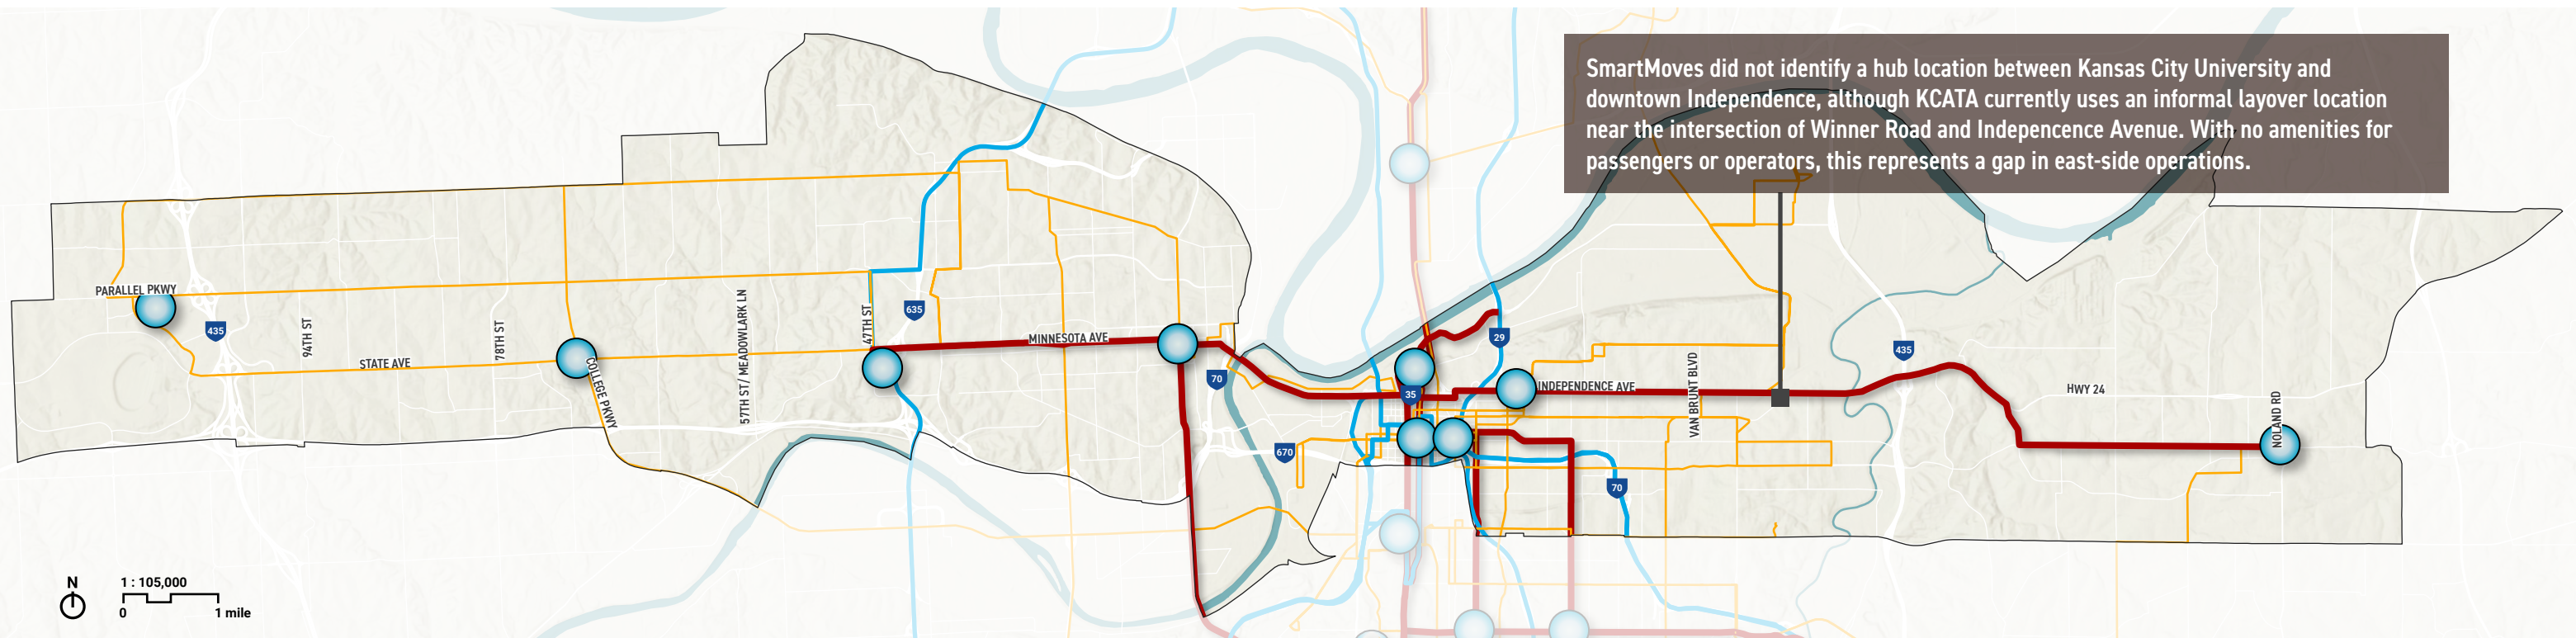 SmartMoves did not identify a hub location between Kansas City University and
downtown Independence, although KCATA currently uses an informal layover location
near the intersection of Winner Road and Indepencence Avenue. With no amenities for
passengers or operators, this represents a gap in east-side operations.
PARALLEL PKWY
435
94TH ST
STATE AVE
78TH ST
COLLEGE PKWY
57TH ST/ MEADOWLARK LN
47TH ST
635
MINNESOTA AVE
70
670
35
29
INDEPENDENCE AVE
VAN BRUNT BLVD
70
435
HWY 24
NOLAND RD
N
1 : 105,000
0
1 mile